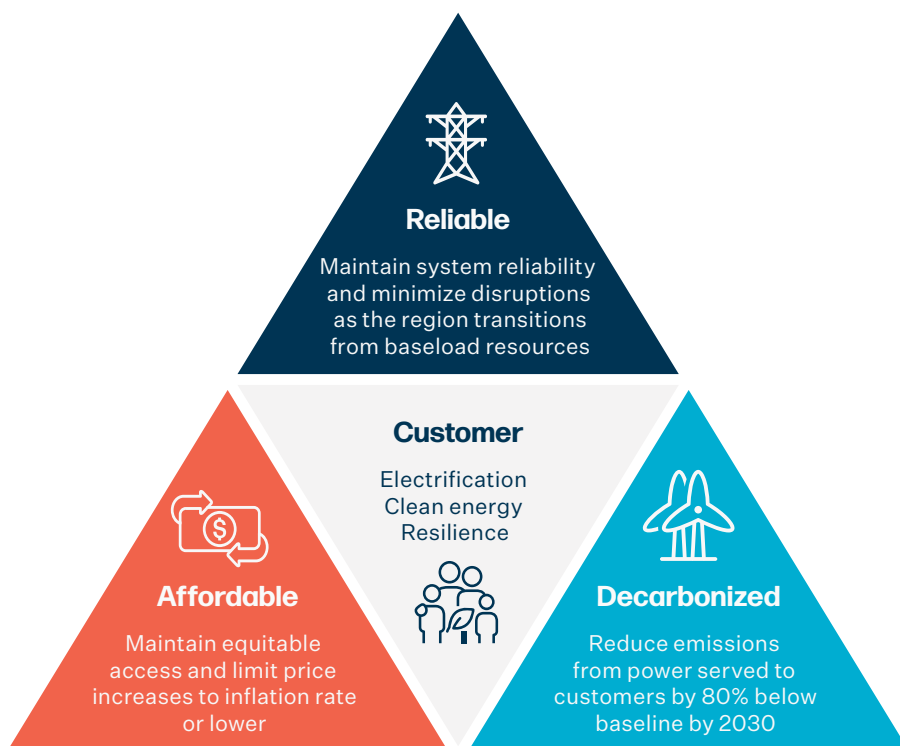 Reliable
Maintain system reliability
and minimize disruptions
as the region transitions
from baseload resources
Customer
Electrification
Clean energy
Resilience
$
Affordable
Maintain equitable
access and limit price
increases to inflation rate
or lower
Decarbonized
Reduce emissions
from power served to
customers by 80% below
baseline by 2030